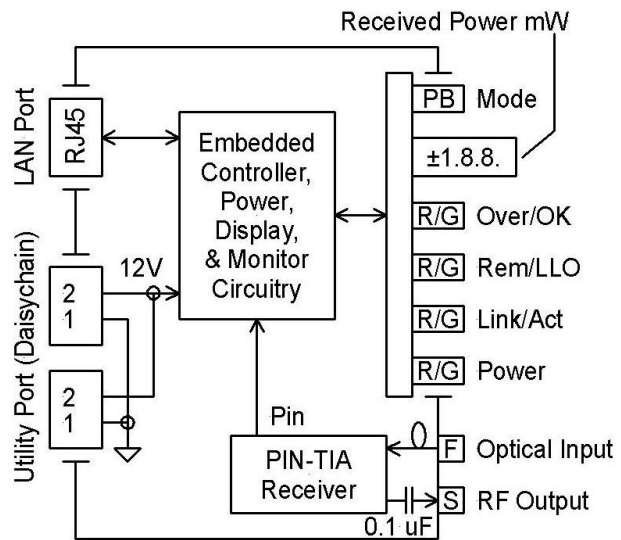 Received Power mW
LAN Port
RJ45
PB Mode
±1.8.8.
Embedded
Controller,
Power,
Display,
& Monitor
Circuitry
R/G Over/OK
R/G Rem/LLO
R/G Link/Act
R/G Power
12V
Utility Port (Daisychain)
2
1
2
1
Pin
PIN-TIA
Receiver
F Optical Input
S RF Output
0.1 uF